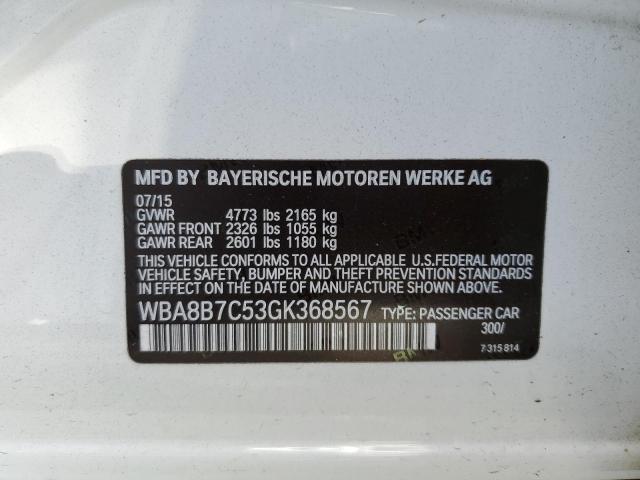 MFD BY BAYERISCHE MOTOREN WERKE AG
07/15
GVWR 4773 lbs 2165 kg
GAWR FRONT 2326 lbs 1055 kg
GAWR REAR 2601 lbs 1180 kg
THIS VEHICLE CONFORMS TO ALL APPLICABLE U.S.FEDERAL MOTOR
VEHICLE SAFETY, BUMPER AND THEFT PREVENTION STANDARDS
IN EFFECT ON THE DATE OF MANUFACTURE SHOWN ABOVE.
WBA8B7C53GK368567 TYPE: PASSENGER CAR
300/
7 315 814